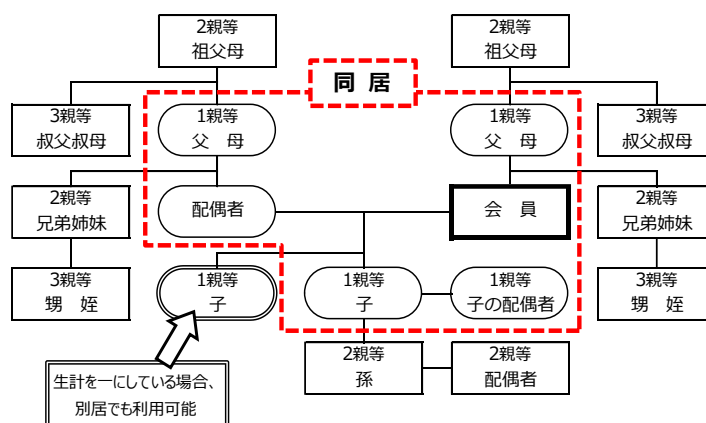 2親等
祖父母
2親等
祖父母
同 居
3親等
叔父叔母
1親等
父 母
1親等
父 母
3親等
叔父叔母
2親等
兄弟姉妹
配偶者
会 員
2親等
兄弟姉妹
3親等
甥 姪
1親等
子
1親等
子
1親等
子の配偶者
3親等
甥 姪
生計を一にしている場合、
別居でも利用可能
2親等
孫
2親等
配偶者